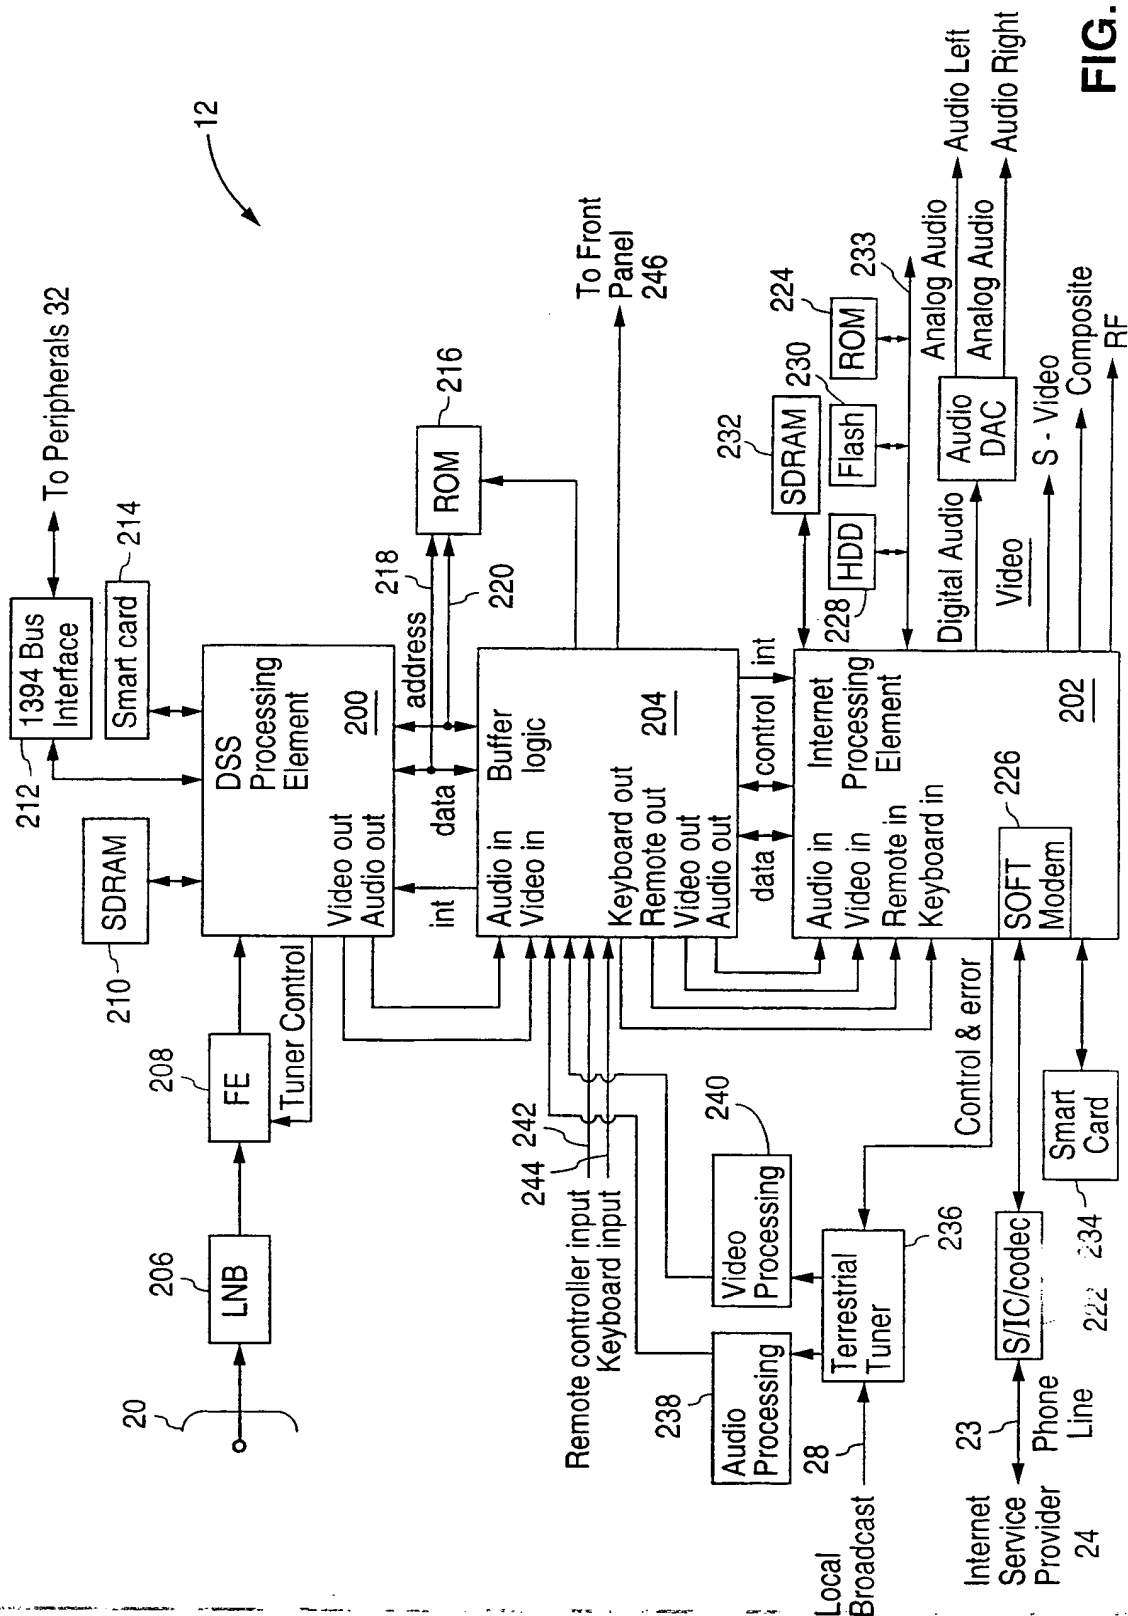 12
20
LNB
206
FE
208
Tuner Control
SDRAM
210
1394 Bus
Interface
212
To Peripherals 32
Smart card
214
DSS
Processing
Element
200
Video out
Audio out
int
data
address
218
220
ROM
216
Buffer
logic
204
Audio in
Video in
Keyboard out
Remote out
Video out
Audio out
To Front
Panel
246
242
244
Remote controller input
Keyboard input
data
control
int
Internet
Processing
Element
202
Audio in
Video in
Remote in
Keyboard in
SOFT
Modem
226
SDRAM
232
HDD
228
Flash
230
ROM
224
233
Digital Audio
Audio
DAC
Analog Audio
Audio Left
Analog Audio
Audio Right
Video
S - Video
Composite
RF
Audio
Processing
238
Video
Processing
240
Terrestrial
Tuner
236
Control & error
28
Local
Broadcast
Internet
Service
Provider
24
23
Phone
Line
S/IC/codec
222
Smart
Card
234
FIG.